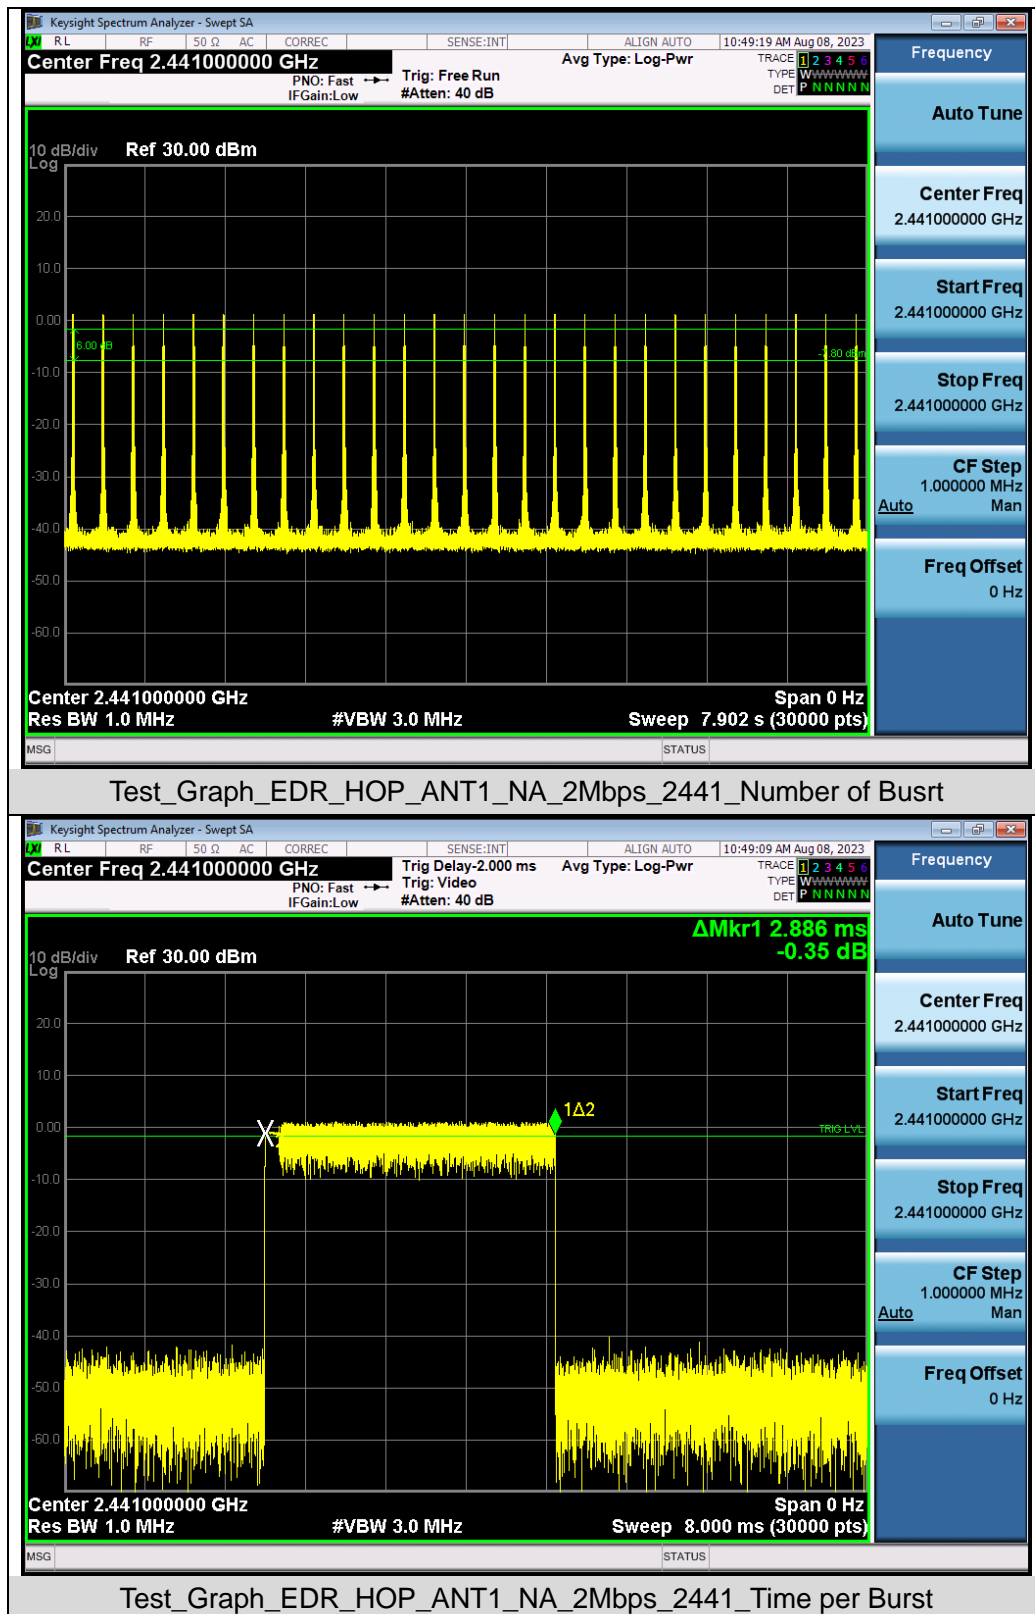 Keysight Spectrum Analyzer - Swept SA
LXI RL RF 50 Ω AC CORREC SENSE:INT ALIGN AUTO 10:49:19 AM Aug 08, 2023
Center Freq 2.441000000 GHz
PNO: Fast
IFGain:Low
Trig: Free Run
#Atten: 40 dB
Avg Type: Log-Pwr
TRACE 1 2 3 4 5 6
TYPE WWWWWW
DET P N N N N N
10 dB/div
Log
Ref 30.00 dBm
20.0
10.0
0.00
6.00 dB
-7.80 dBm
-10.0
-20.0
-30.0
-40.0
-50.0
-60.0
Center 2.441000000 GHz Span 0 Hz
Res BW 1.0 MHz #VBW 3.0 MHz Sweep 7.902 s (30000 pts)
MSG STATUS
Frequency
Auto Tune
Center Freq
2.441000000 GHz
Start Freq
2.441000000 GHz
Stop Freq
2.441000000 GHz
CF Step
1.000000 MHz
Auto Man
Freq Offset
0 Hz
Test_Graph_EDR_HOP_ANT1_NA_2Mbps_2441_Number of Busrt
Keysight Spectrum Analyzer - Swept SA
LXI RL RF 50 Ω AC CORREC SENSE:INT ALIGN AUTO 10:49:09 AM Aug 08, 2023
Center Freq 2.441000000 GHz
PNO: Fast
IFGain:Low
Trig Delay-2.000 ms
Trig: Video
#Atten: 40 dB
Avg Type: Log-Pwr
TRACE 1 2 3 4 5 6
TYPE WWWWWW
DET P N N N N N
ΔMkr1 2.886 ms
-0.35 dB
10 dB/div
Log
Ref 30.00 dBm
20.0
10.0
0.00
1Δ2
TRIG LVL
-10.0
-20.0
-30.0
-40.0
-50.0
-60.0
Center 2.441000000 GHz Span 0 Hz
Res BW 1.0 MHz #VBW 3.0 MHz Sweep 8.000 ms (30000 pts)
MSG STATUS
Frequency
Auto Tune
Center Freq
2.441000000 GHz
Start Freq
2.441000000 GHz
Stop Freq
2.441000000 GHz
CF Step
1.000000 MHz
Auto Man
Freq Offset
0 Hz
Test_Graph_EDR_HOP_ANT1_NA_2Mbps_2441_Time per Burst